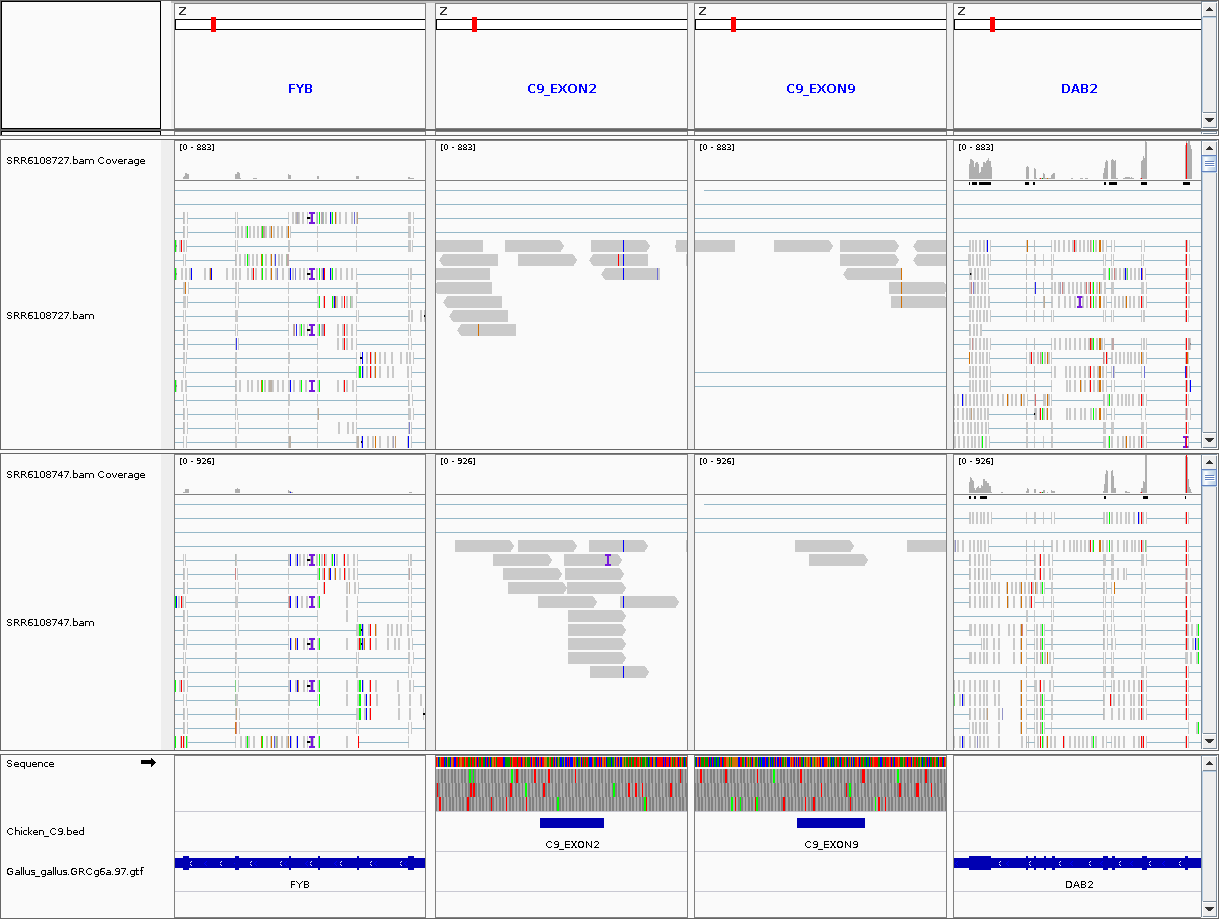 Z Z Z Z
FYB C9_EXON2 C9_EXON9 DAB2
[0 - 883] [0 - 883] [0 - 883] [0 - 883]
SRR6108727.bam Coverage
SRR6108727.bam
[0 - 926] [0 - 926] [0 - 926] [0 - 926]
SRR6108747.bam Coverage
SRR6108747.bam
Sequence
Chicken_C9.bed
C9_EXON2 C9_EXON9
Gallus_gallus.GRCg6a.97.gtf
FYB DAB2